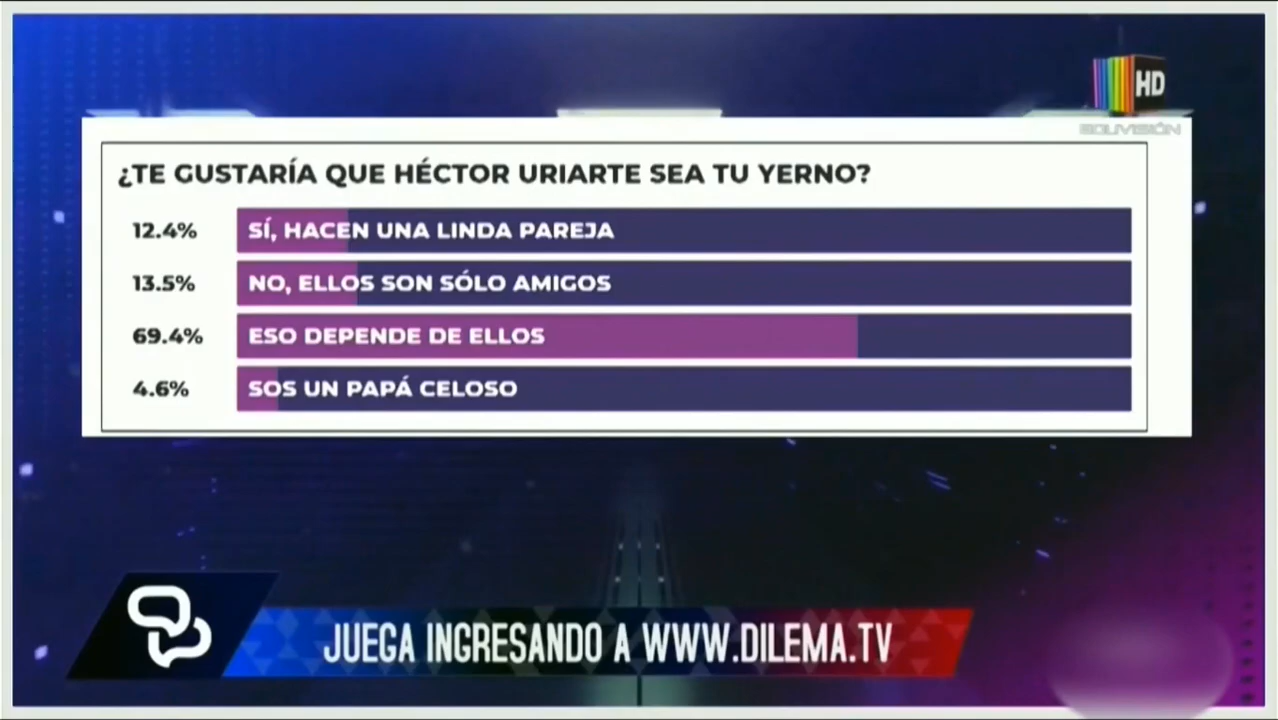 HD
BOLIVISIÓN
¿TE GUSTARÍA QUE HÉCTOR URIARTE SEA TU YERNO?
12.4% SÍ, HACEN UNA LINDA PAREJA
13.5% NO, ELLOS SON SÓLO AMIGOS
69.4% ESO DEPENDE DE ELLOS
4.6% SOS UN PAPÁ CELOSO
JUEGA INGRESANDO A WWW.DILEMA.TV